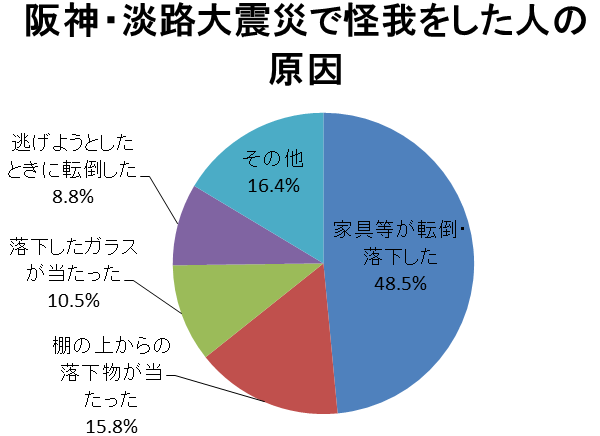 阪神・淡路大震災で怪我をした人の
原因
逃げようとした
ときに転倒した
8.8%
その他
16.4%
家具等が転倒・
落下した
48.5%
落下したガラス
が当たった
10.5%
棚の上からの
落下物が当
たった
15.8%